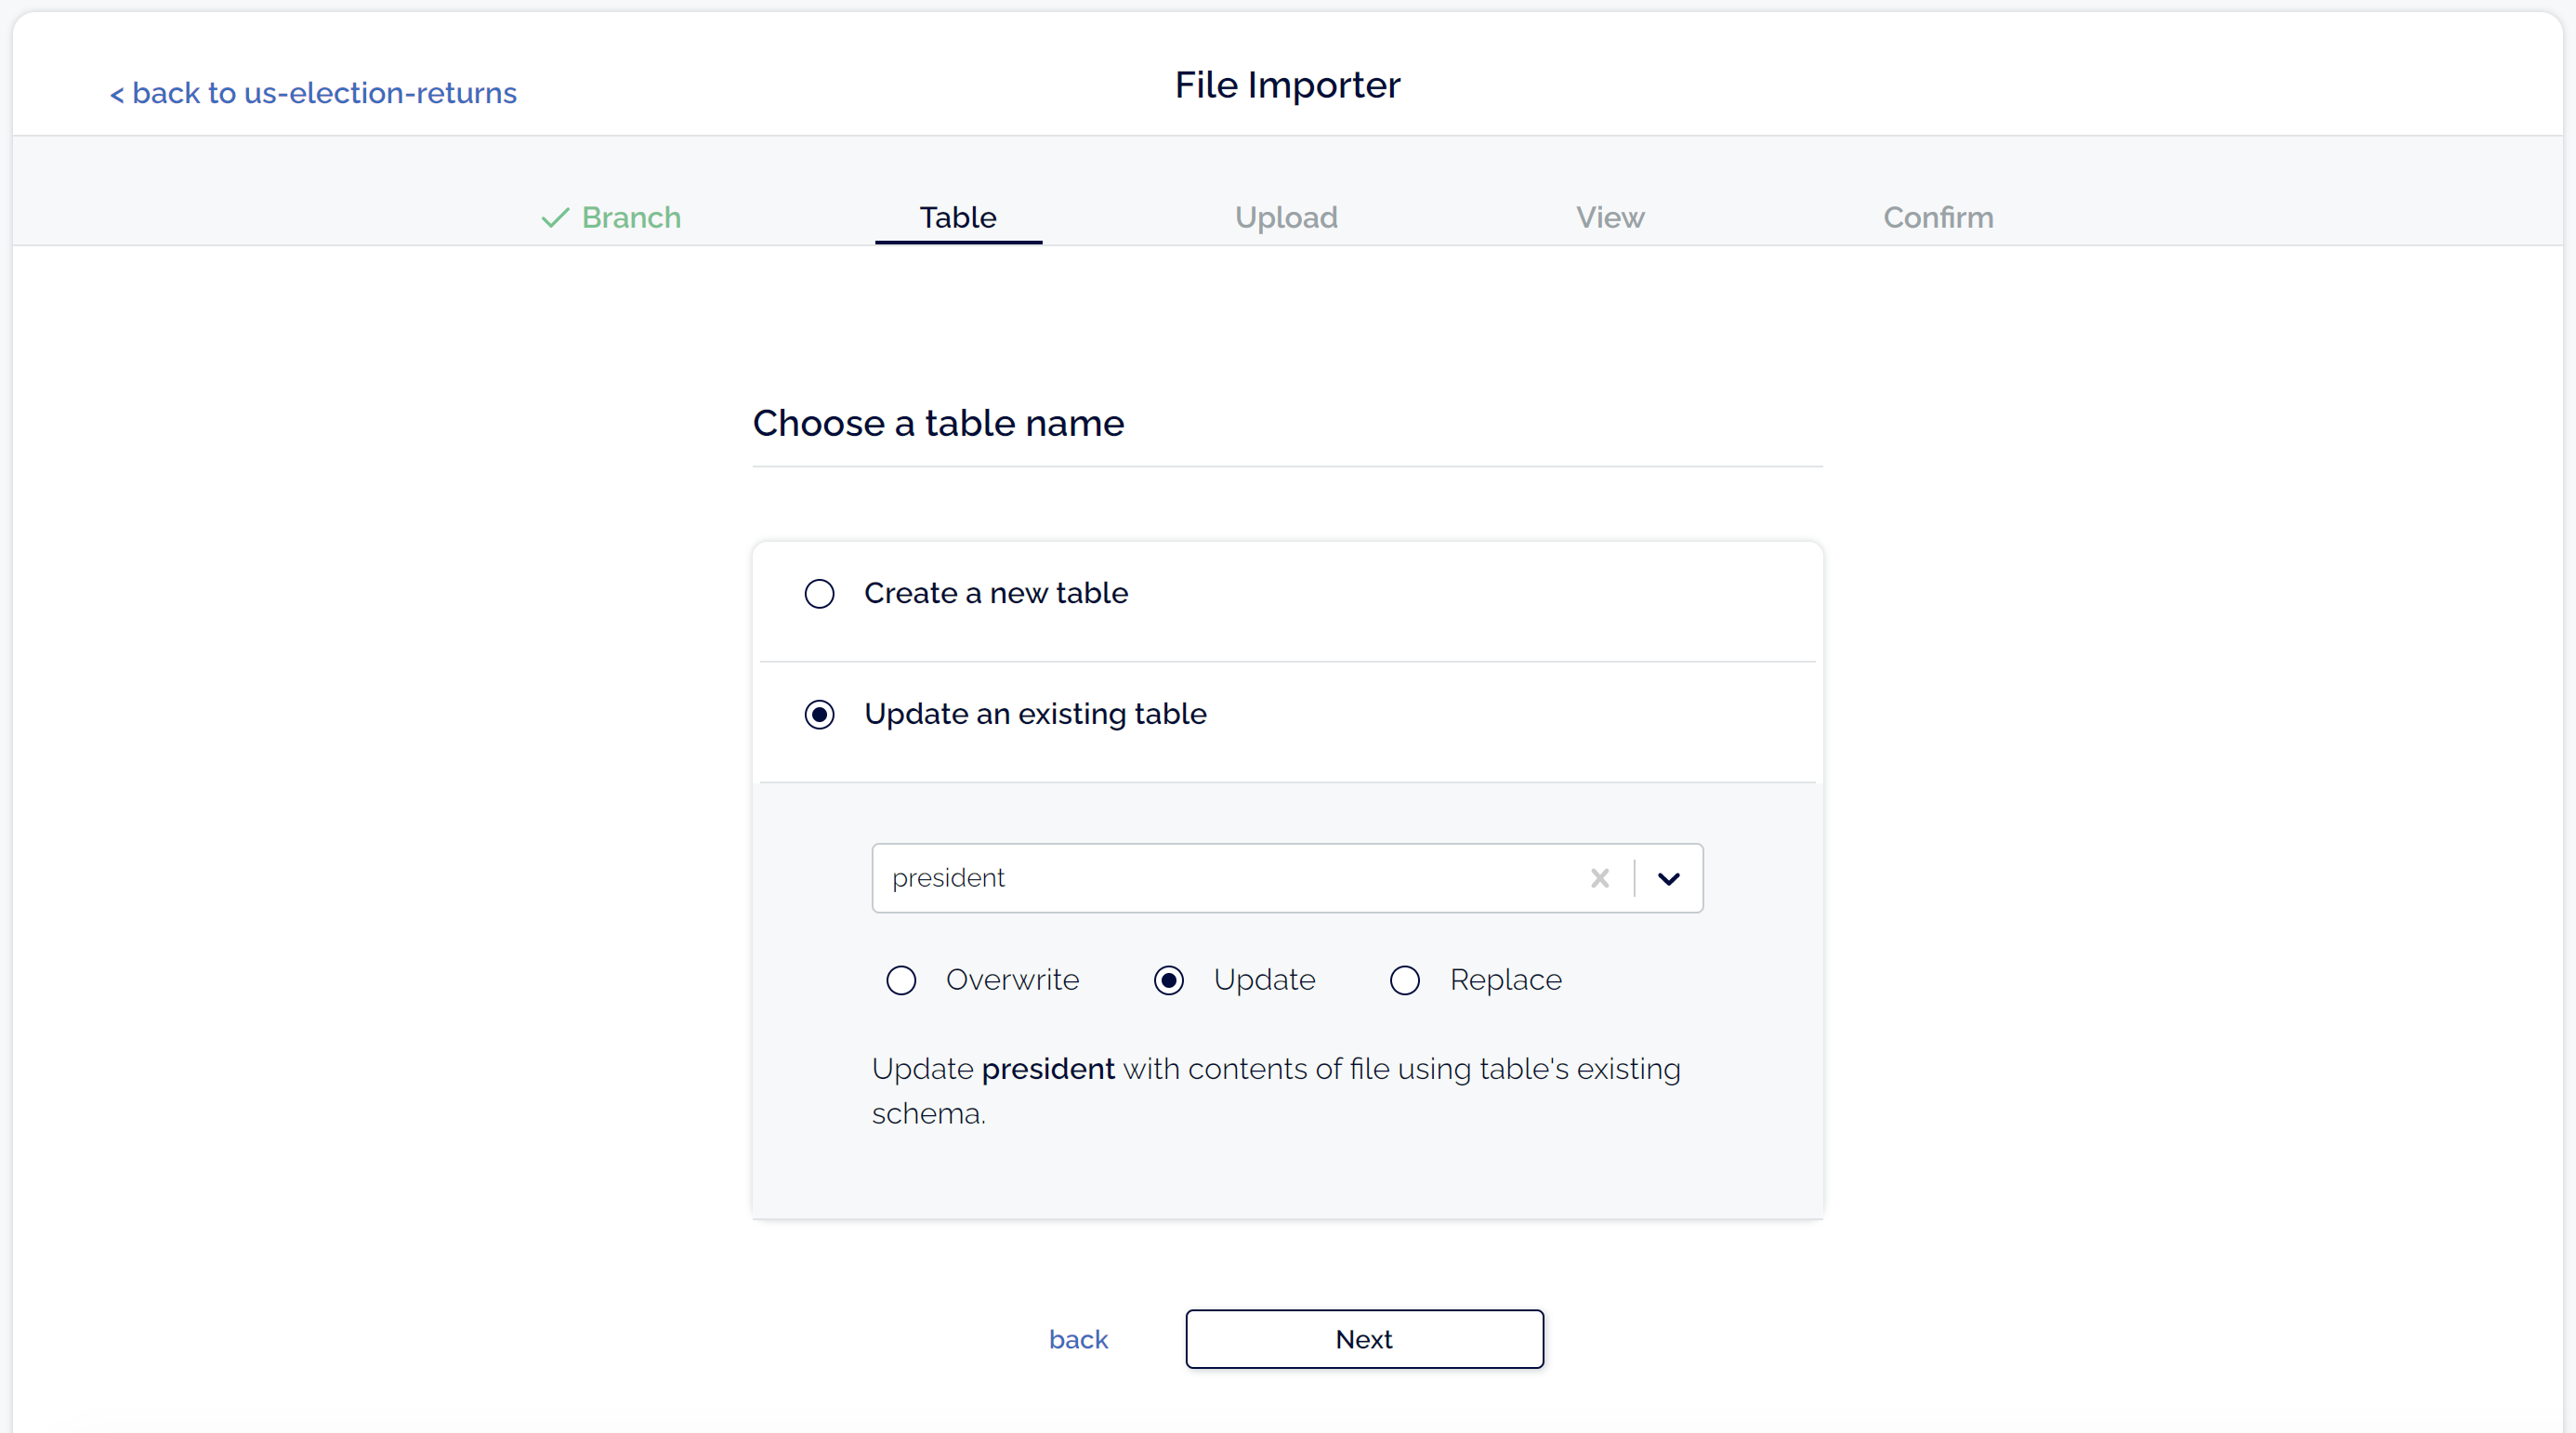 < back to us-election-returns
File Importer
Branch
Table
Upload
View
Confirm
Choose a table name
Create a new table
Update an existing table
president
Overwrite
Update
Replace
Update president with contents of file using table's existing
schema.
back
Next